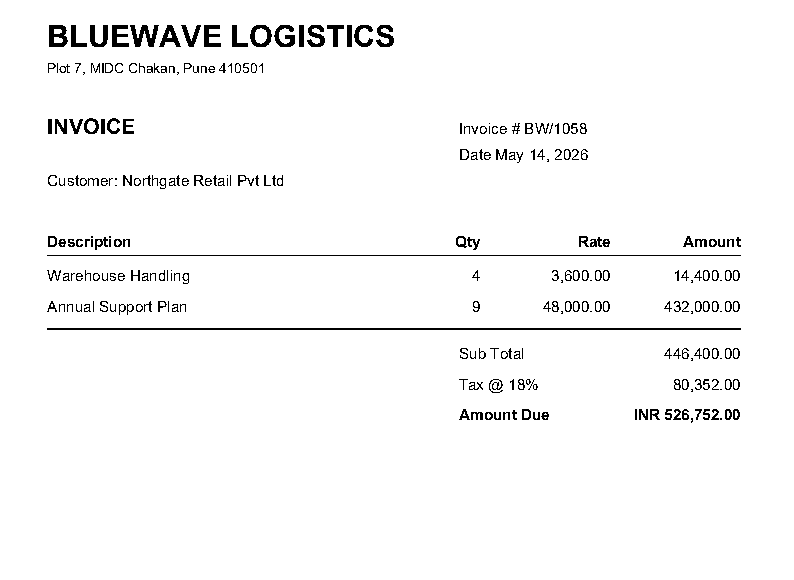 BLUEWAVE LOGISTICS
Plot 7, MIDC Chakan, Pune 410501
INVOICE
Invoice # BW/1058
Date May 14, 2026
Customer: Northgate Retail Pvt Ltd
Description Qty Rate Amount
Warehouse Handling 4 3,600.00 14,400.00
Annual Support Plan 9 48,000.00 432,000.00
Sub Total 446,400.00
Tax @ 18% 80,352.00
Amount Due INR 526,752.00